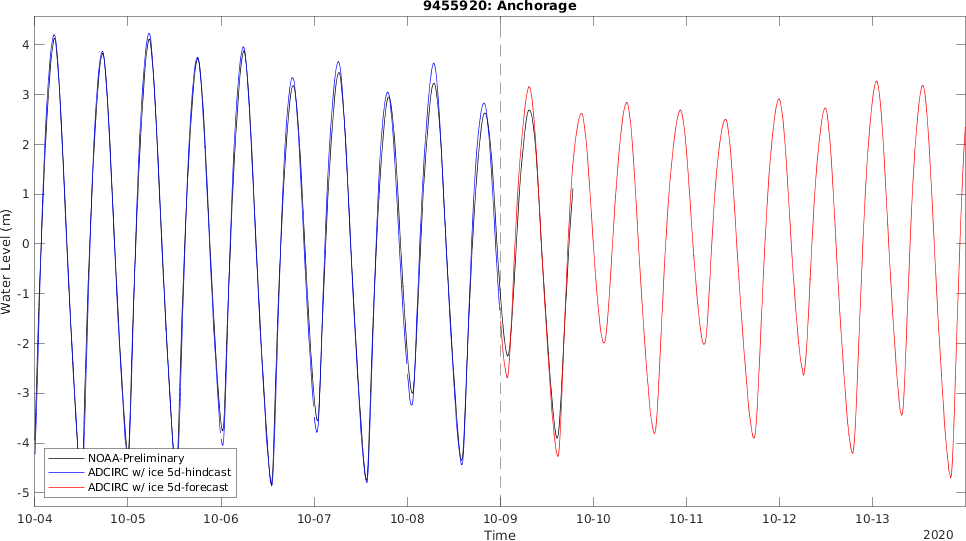 9455920: Anchorage
Water Level (m)
4
3
2
1
0
-1
-2
-3
-4
-5
NOAA-Preliminary
ADCIRC w/ ice 5d-hindcast
ADCIRC w/ ice 5d-forecast
10-04 10-05 10-06 10-07 10-08 10-09 10-10 10-11 10-12 10-13
Time
2020